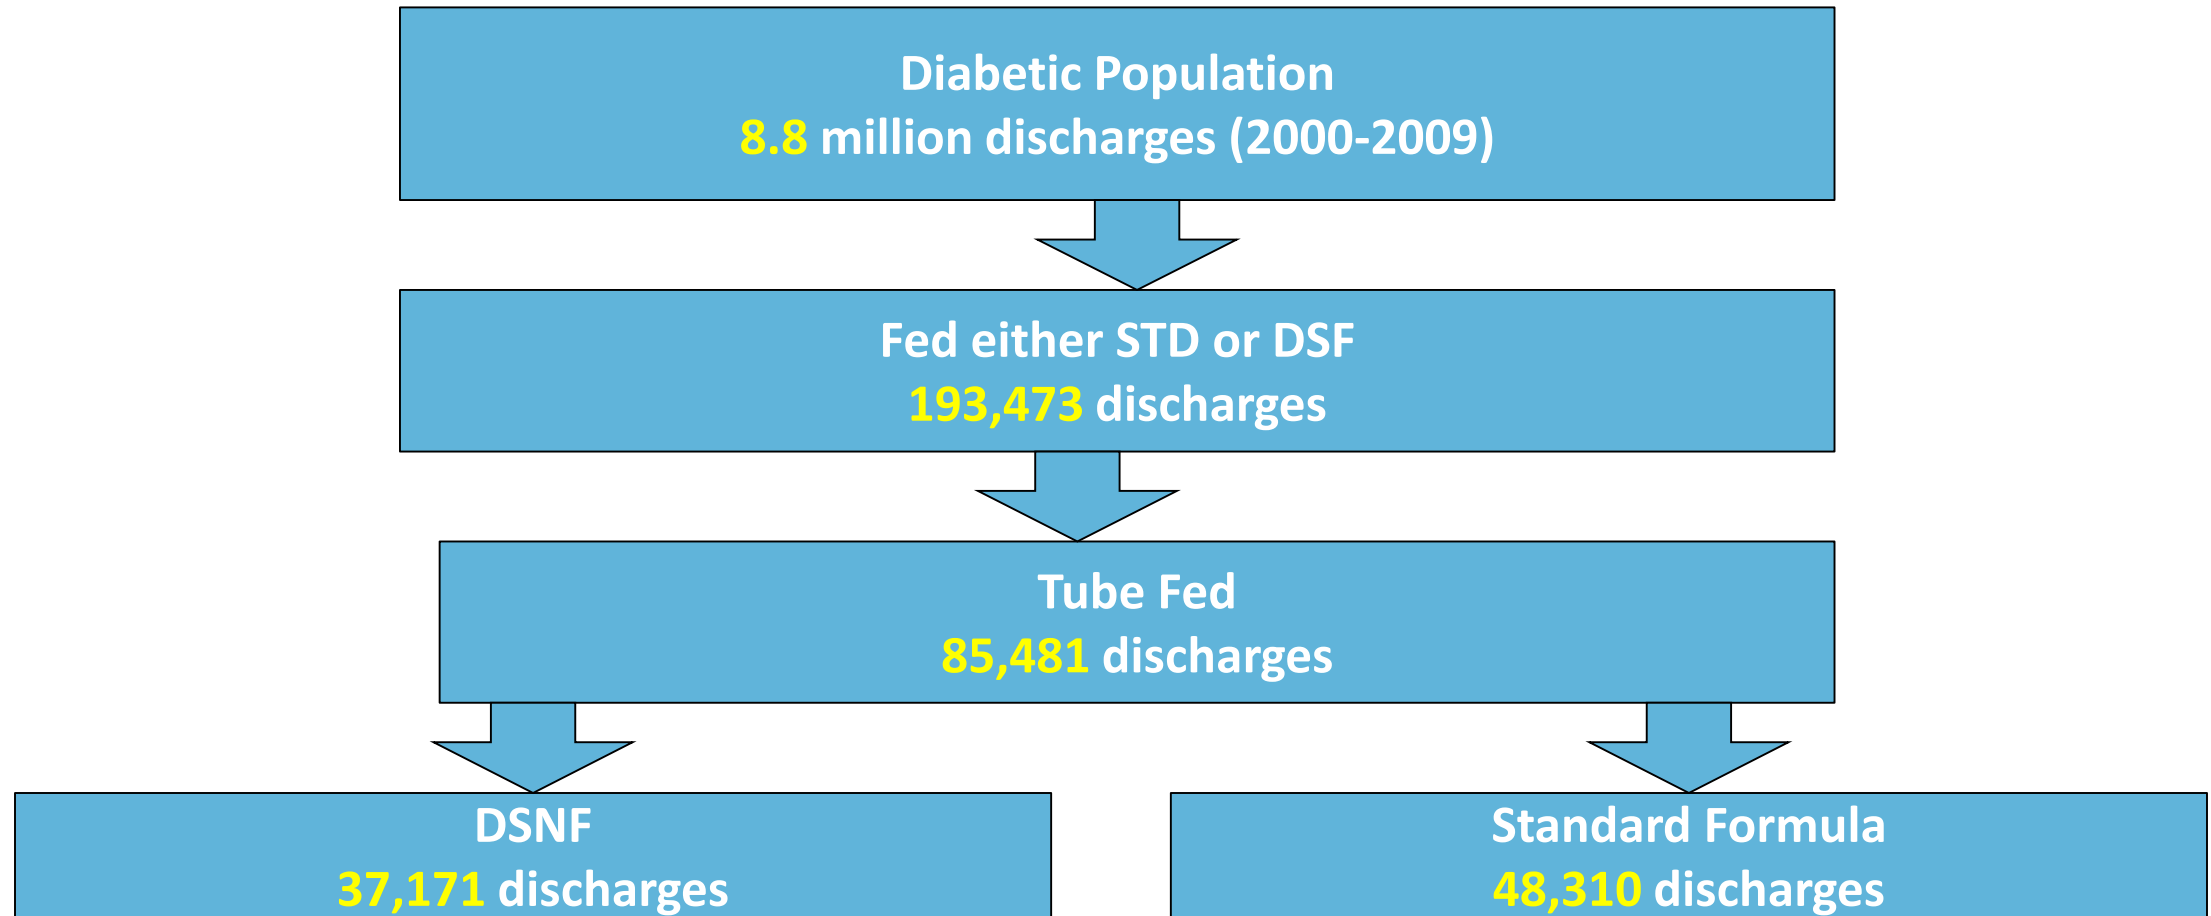 Diabetic Population
8.8 million discharges (2000-2009)
Fed either STD or DSF
193,473 discharges
Tube Fed
85,481 discharges
DSNF
37,171 discharges
Standard Formula
48,310 discharges